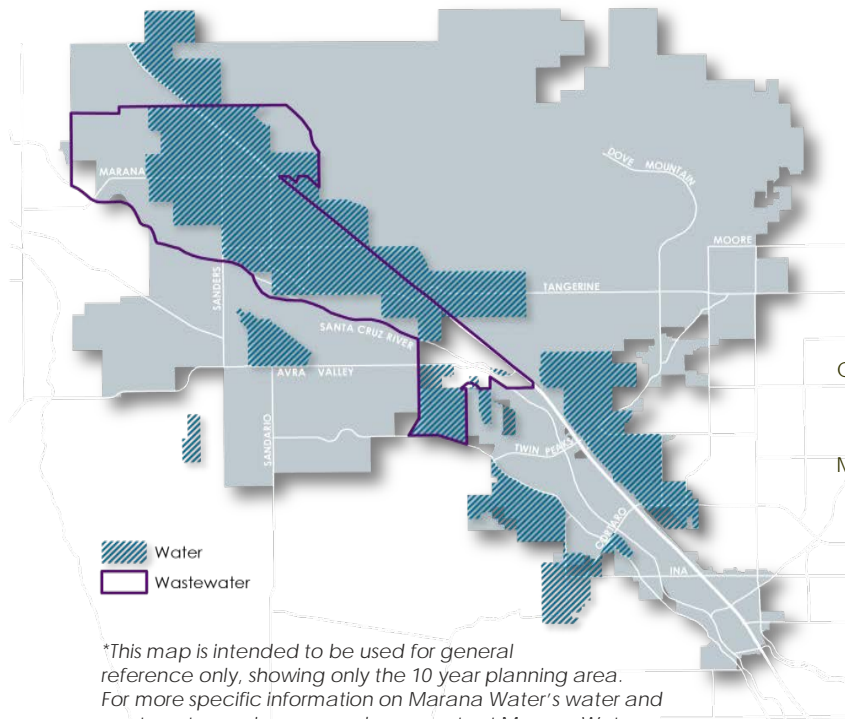 DOVE MOUNTAIN
MARANA
MOORE
SANDERS
TANGERINE
SANTA CRUZ RIVER
AVRA VALLEY
SANDARIO
TWIN PEAKS
CORTARO
INA
Water
Wastewater
*This map is intended to be used for general
reference only, showing only the 10 year planning area.
For more specific information on Marana Water's water and